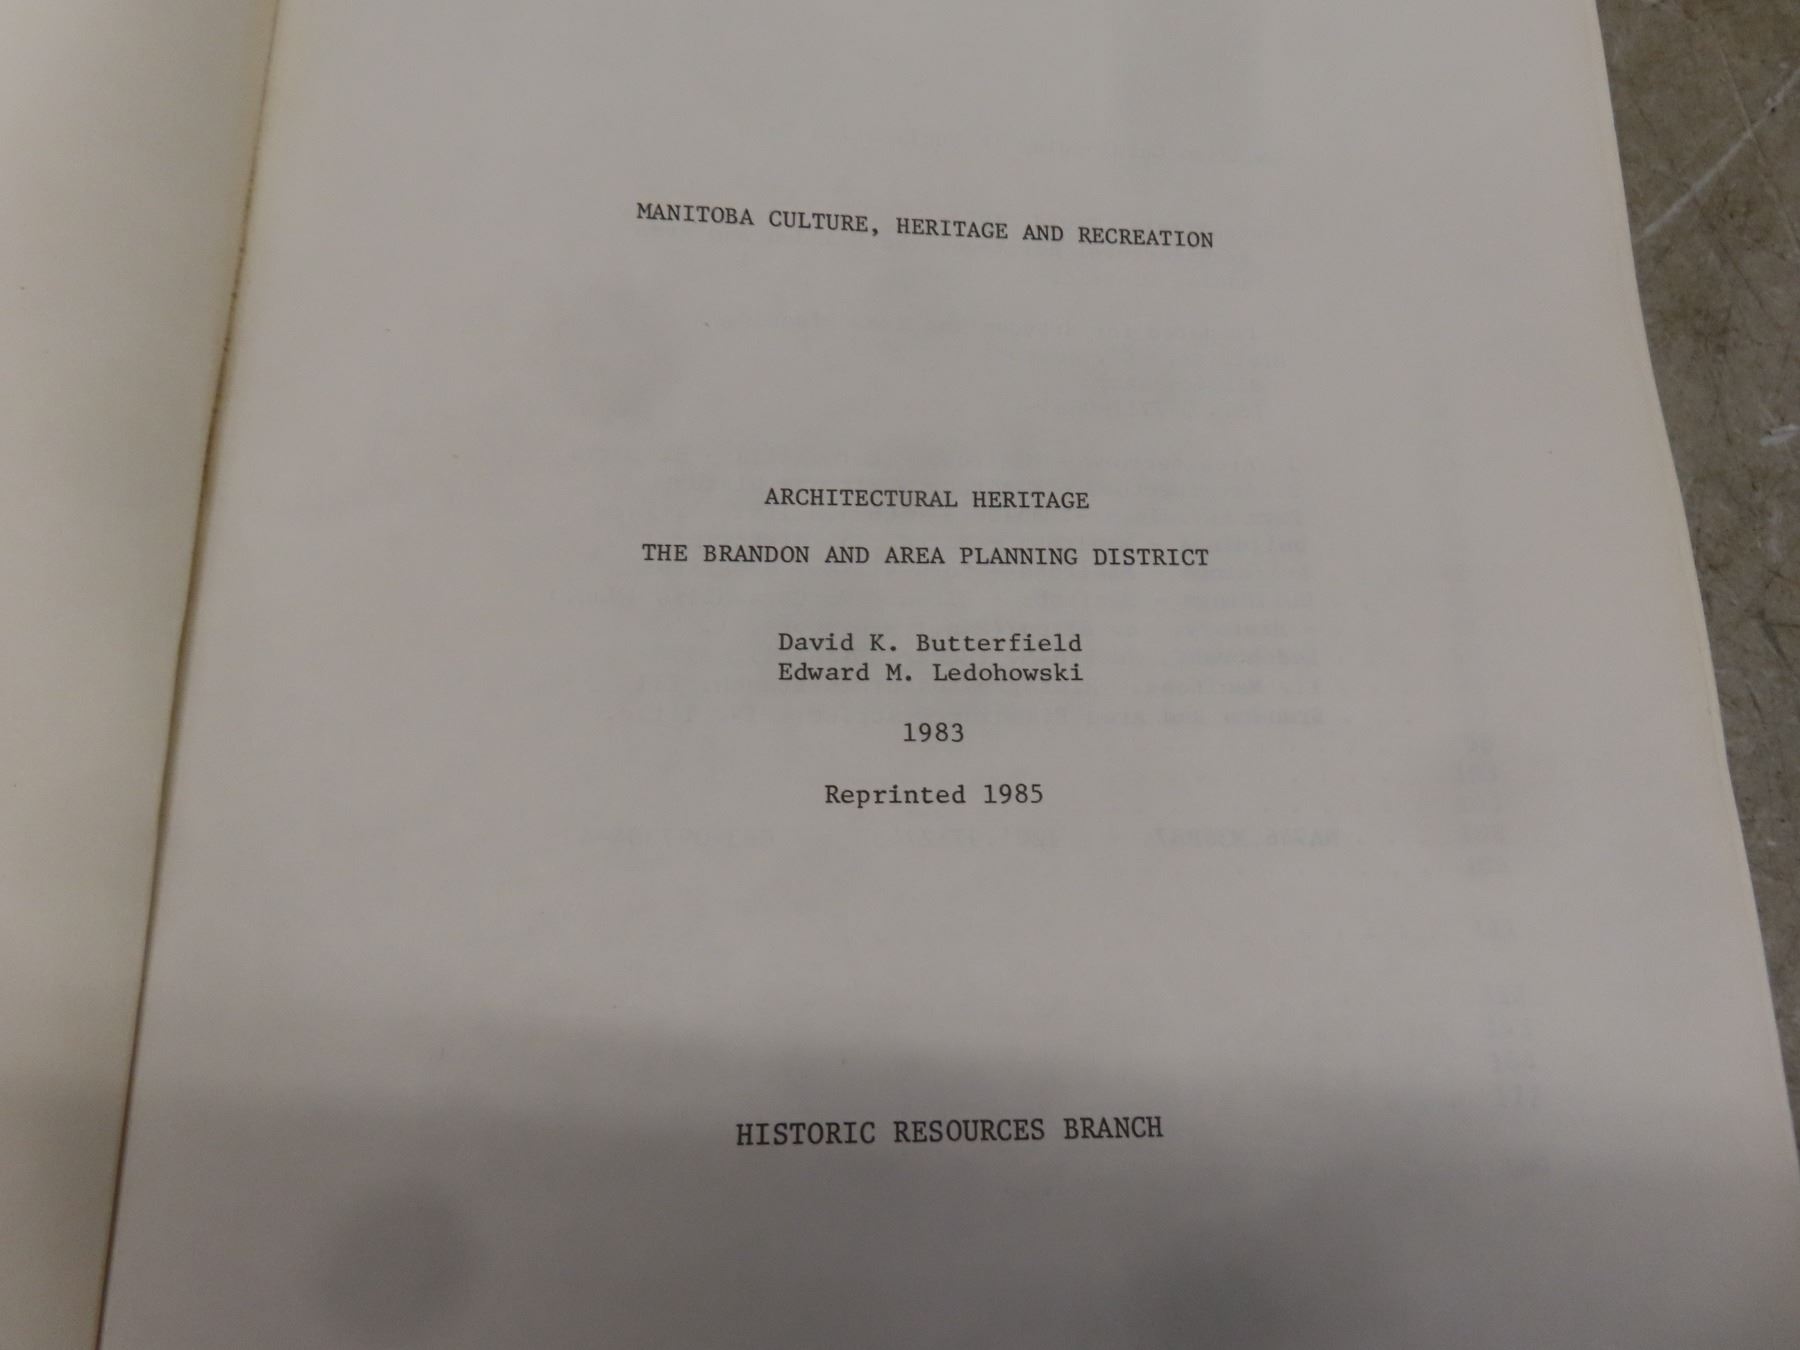 MANITOBA CULTURE, HERITAGE AND RECREATION
ARCHITECTURAL HERITAGE
THE BRANDON AND AREA PLANNING DISTRICT
David K. Butterfield
Edward M. Ledohowski
1983
Reprinted 1985
HISTORIC RESOURCES BRANCH